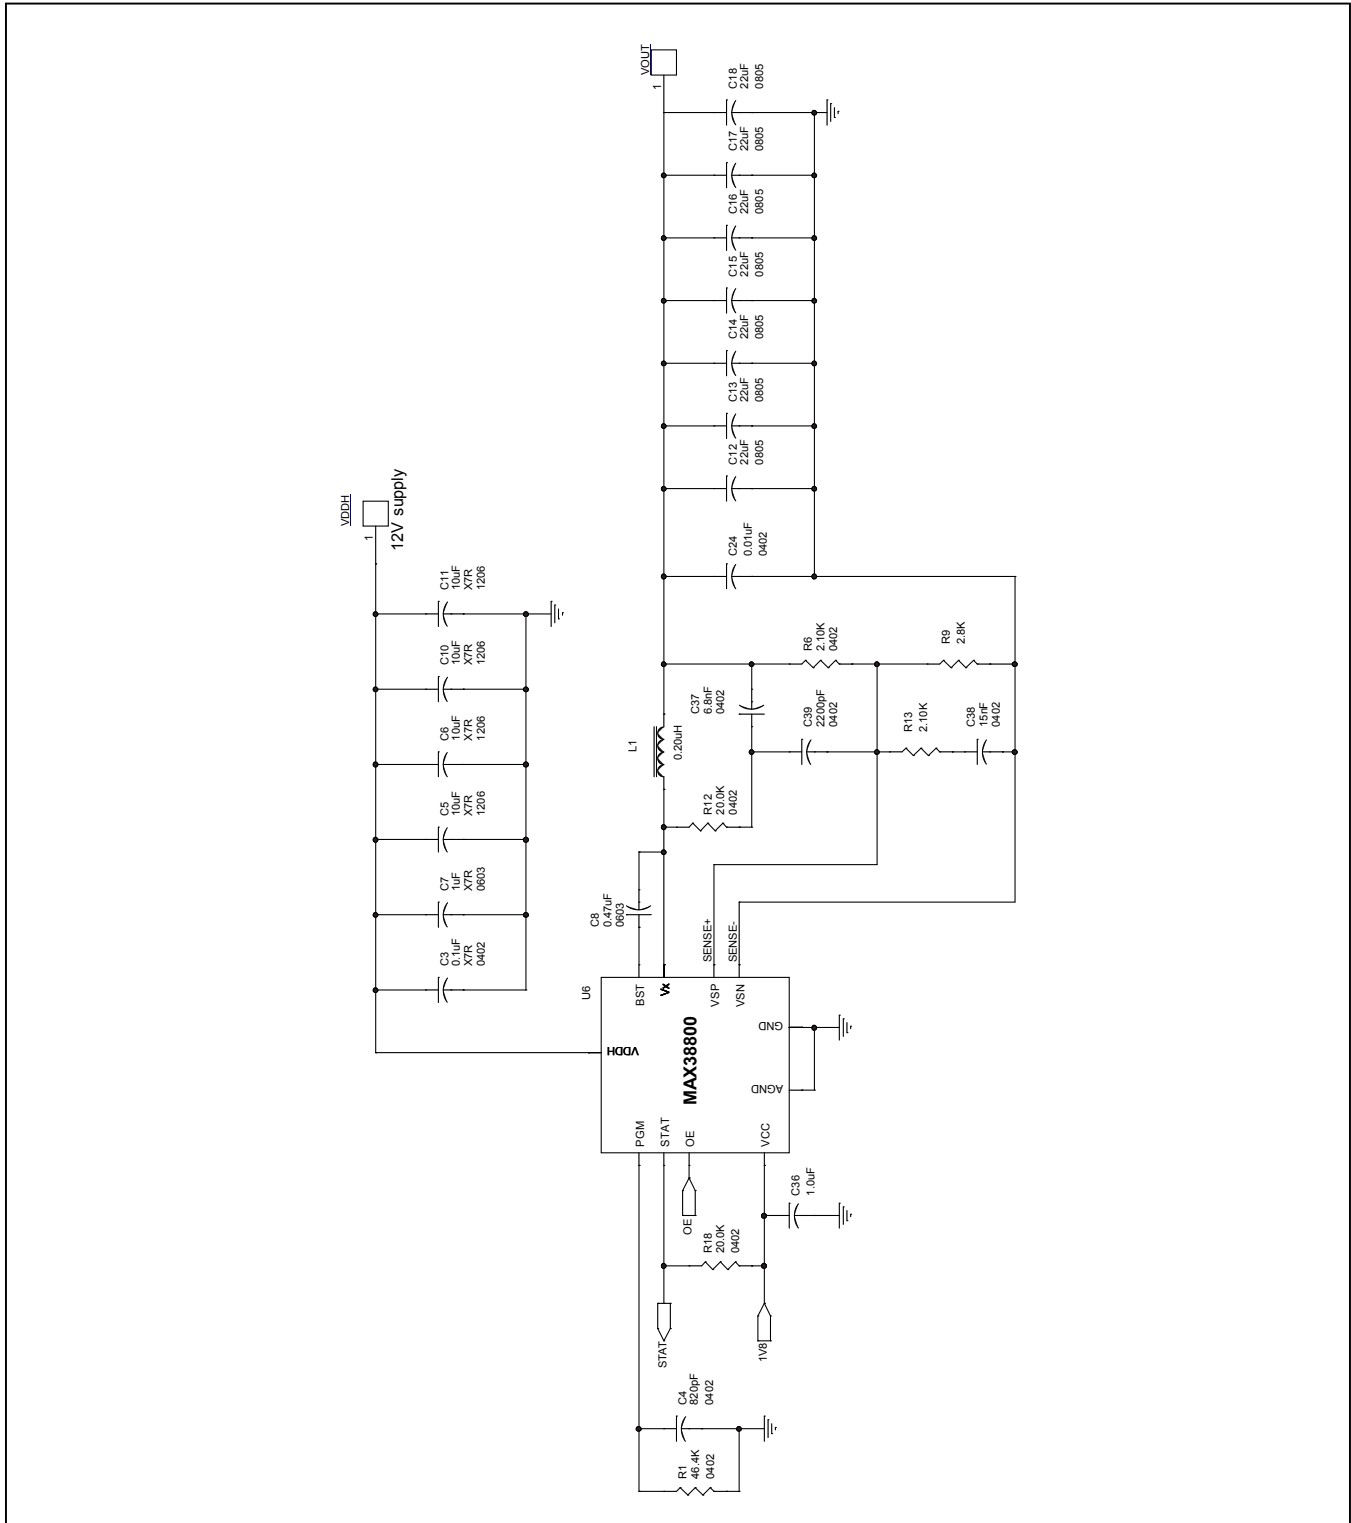 VDDH
1
12V supply
C11
10uF
X7R
1206
C10
10uF
X7R
1206
C6
10uF
X7R
1206
C5
10uF
X7R
1206
C7
1uF
X7R
0603
C3
0.1uF
X7R
0402
VOUT
1
C18
22uF
0805
C17
22uF
0805
C16
22uF
0805
C15
22uF
0805
C14
22uF
0805
C13
22uF
0805
C12
22uF
0805
C24
0.01uF
0402
L1
0.20uH
R6
2.10K
0402
R9
2.8K
C37
6.8nF
0402
C39
2200pF
0402
R13
2.10K
C38
15nF
0402
R12
20.0K
0402
C8
0.47uF
0603
SENSE+
SENSE-
U6
MAX38800
VDDH
BST
Vx
VSP
VSN
GND
AGND
PGM
STAT
OE
VCC
OE
C36
1.0uF
R18
20.0K
0402
STAT
1V8
C4
820pF
0402
R1
46.4K
0402